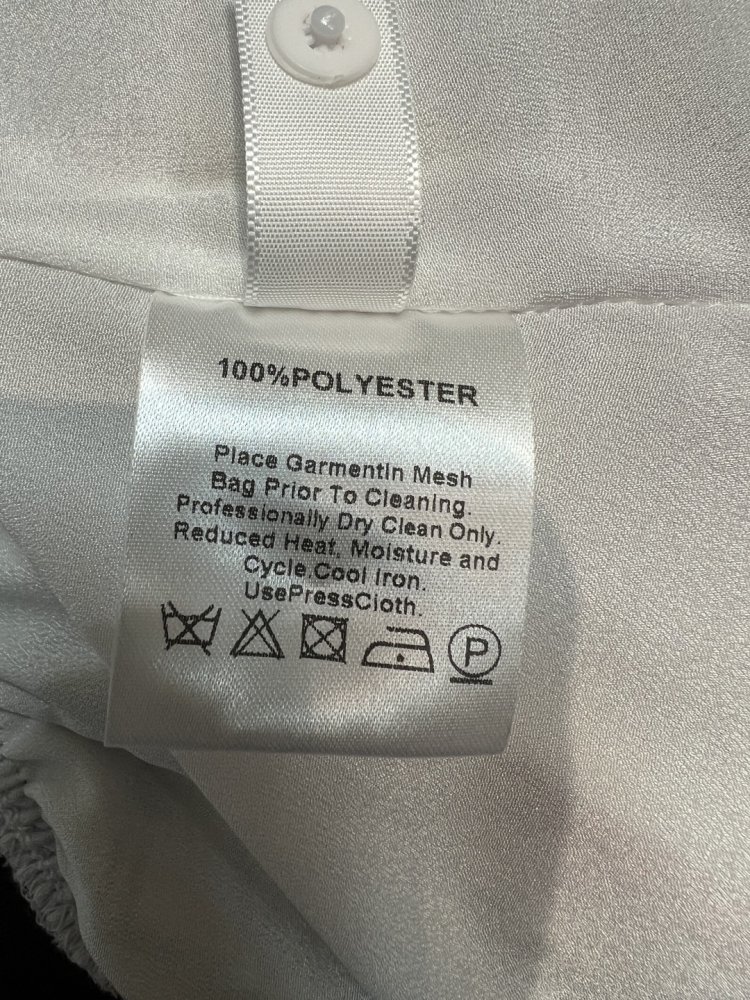 100%POLYESTER
Place GarmentIn Mesh
Bag Prior To Cleaning.
Professionally Dry Clean Only.
Reduced Heat, Moisture and
Cycle.Cool Iron.
UsePressCloth.
P